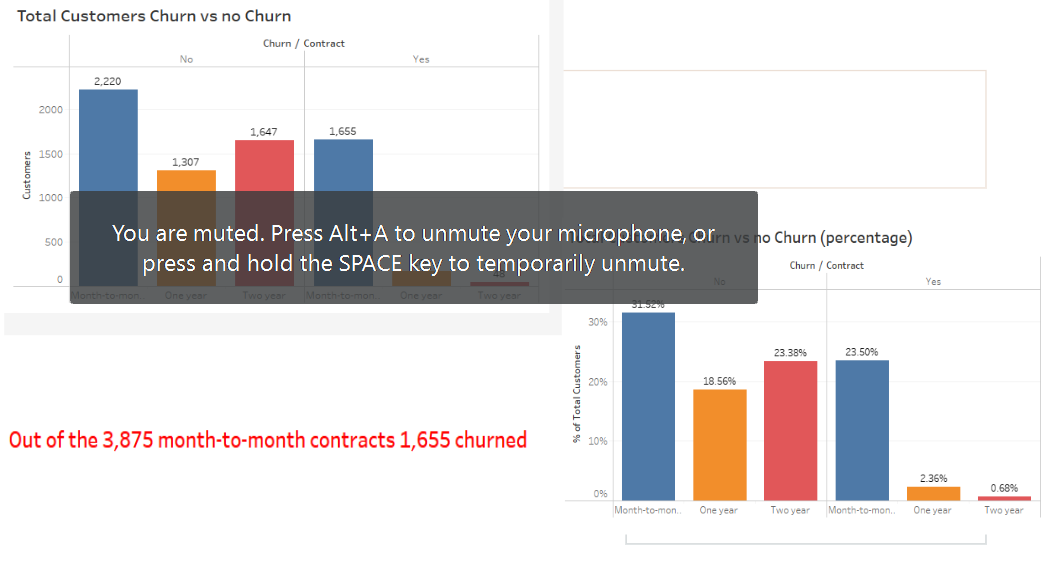 Total Customers Churn vs no Churn
Churn / Contract
No
Yes
2,220
1,307
1,647
1,655
48
Customers
2000
1500
1000
500
0
Month-to-mon..
One year
Two year
Month-to-mon..
One year
Two year
You are muted. Press Alt+A to unmute your microphone, or
press and hold the SPACE key to temporarily unmute.
Out of the 3,875 month-to-month contracts 1,655 churned
Churn vs no Churn (percentage)
Churn / Contract
No
Yes
31.52%
18.56%
23.38%
23.50%
2.36%
0.68%
% of Total Customers
30%
20%
10%
0%
Month-to-mon..
One year
Two year
Month-to-mon..
One year
Two year